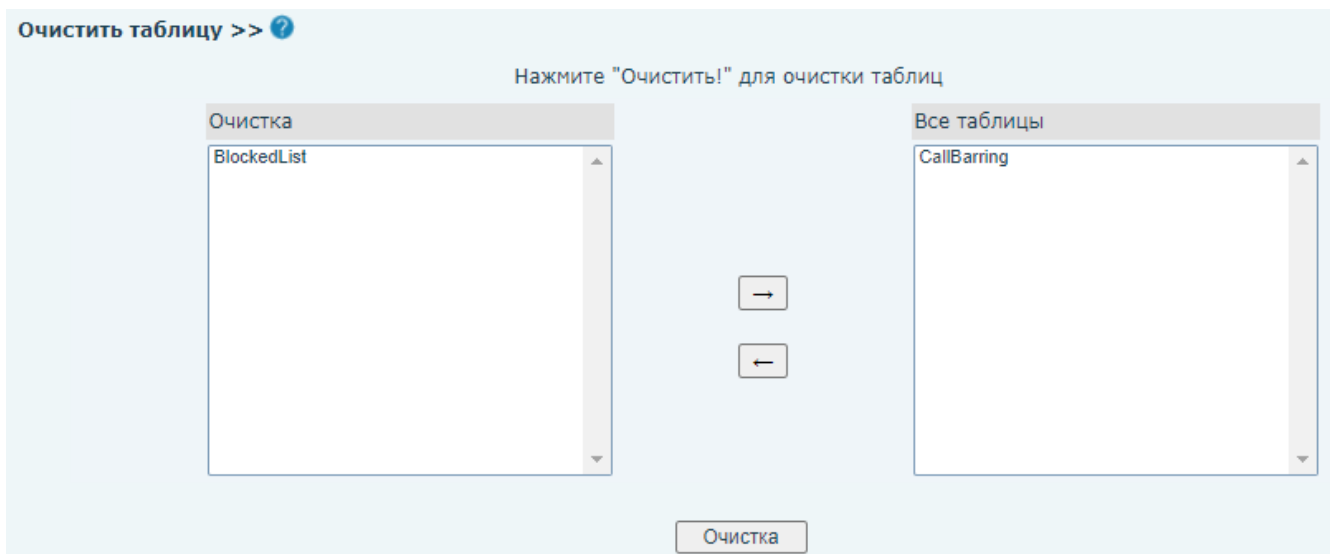 Очистить таблицу >> ?
Нажмите "Очистить!" для очистки таблиц
Очистка
Все таблицы
BlockedList
CallBarring
→
←
Очистка